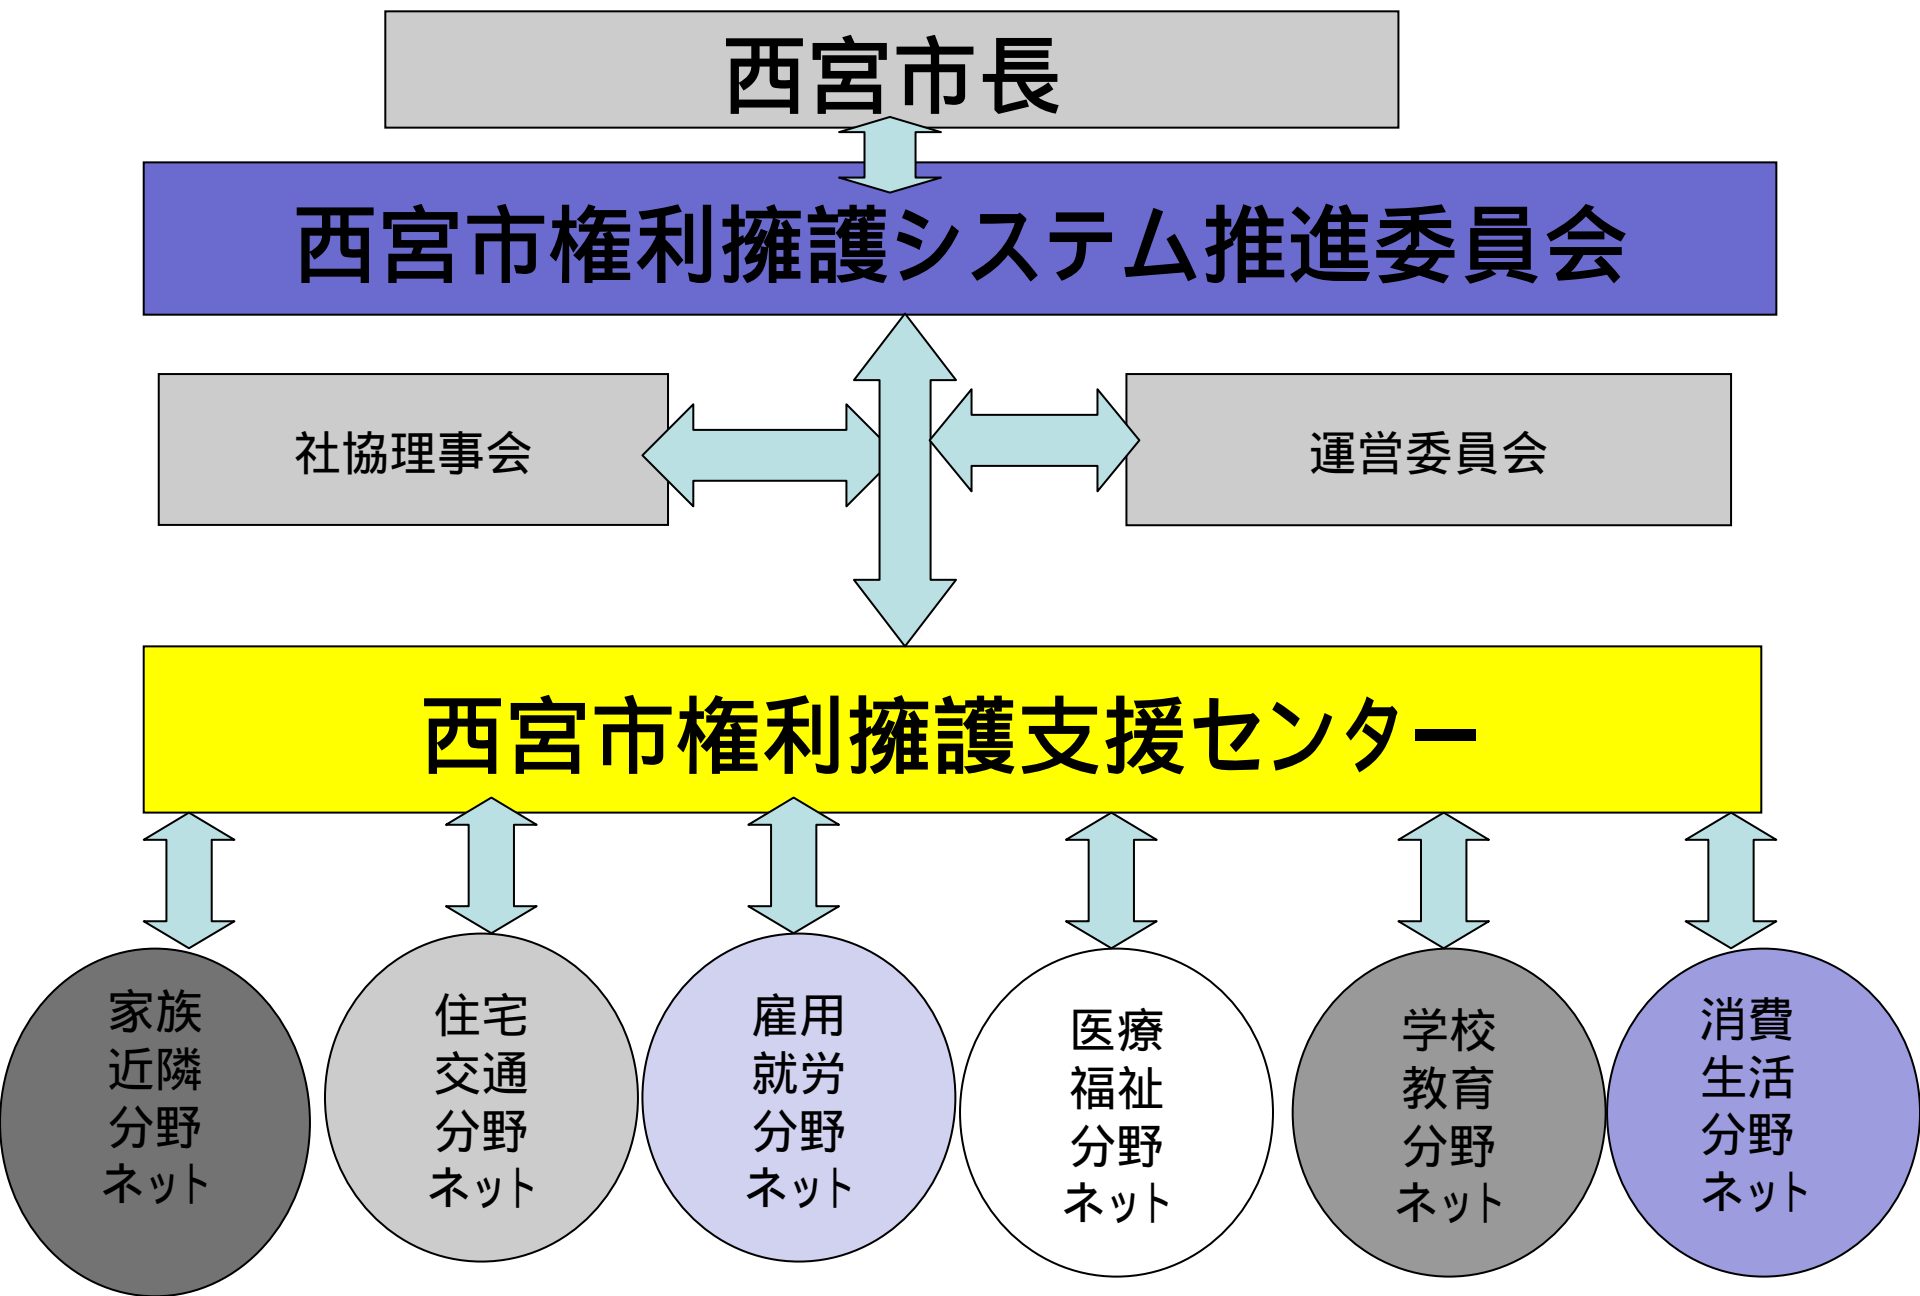 西宮市長
西宮市権利擁護システム推進委員会
社協理事会
運営委員会
西宮市権利擁護支援センター
家族
近隣
分野
ネット
住宅
交通
分野
ネット
雇用
就労
分野
ネット
医療
福祉
分野
ネット
学校
教育
分野
ネット
消費
生活
分野
ネット